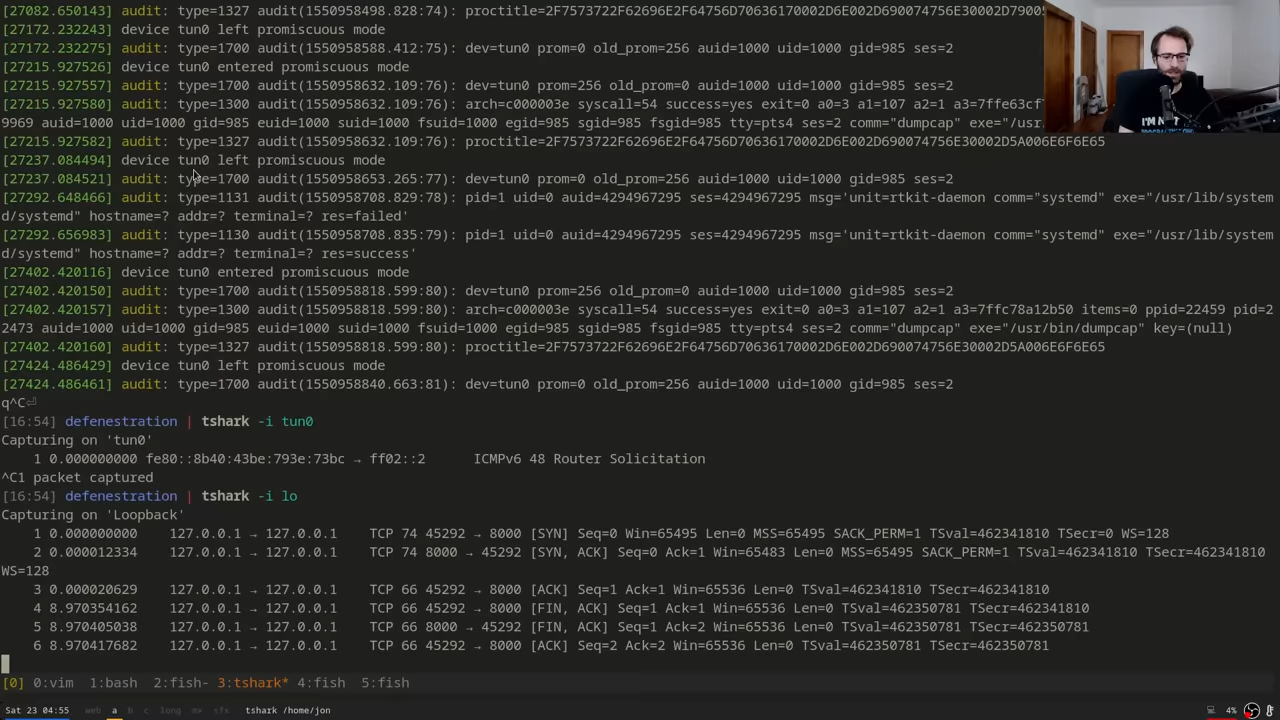 [27082.650143] audit: type=1327 audit(1550958498.828:74): proctitle=2F7573722F62696E2F64756D70636170002D6E002D690074756E30002D79009
[27172.232243] device tun0 left promiscuous mode
[27172.232275] audit: type=1700 audit(1550958588.412:75): dev=tun0 prom=0 old_prom=256 auid=1000 uid=1000 gid=985 ses=2
[27215.927526] device tun0 entered promiscuous mode
[27215.927557] audit: type=1700 audit(1550958632.109:76): dev=tun0 prom=256 old_prom=0 auid=1000 uid=1000 gid=985 ses=2
[27215.927580] audit: type=1300 audit(1550958632.109:76): arch=c000003e syscall=54 success=yes exit=0 a0=3 a1=107 a2=1 a3=7ffe63cf
9969 auid=1000 uid=1000 gid=985 euid=1000 suid=1000 fsuid=1000 egid=985 sgid=985 fsgid=985 tty=pts4 ses=2 comm="dumpcap" exe="/usr
[27215.927582] audit: type=1327 audit(1550958632.109:76): proctitle=2F7573722F62696E2F64756D70636170002D6E002D690074756E30002D5A006E6F6E65
[27237.084494] device tun0 left promiscuous mode
[27237.084521] audit: type=1700 audit(1550958653.265:77): dev=tun0 prom=0 old_prom=256 auid=1000 uid=1000 gid=985 ses=2
[27292.648466] audit: type=1131 audit(1550958708.829:78): pid=1 uid=0 auid=4294967295 ses=4294967295 msg='unit=rtkit-daemon comm="systemd" exe="/usr/lib/system
d/systemd" hostname=? addr=? terminal=? res=failed'
[27292.656983] audit: type=1130 audit(1550958708.835:79): pid=1 uid=0 auid=4294967295 ses=4294967295 msg='unit=rtkit-daemon comm="systemd" exe="/usr/lib/system
d/systemd" hostname=? addr=? terminal=? res=success'
[27402.420116] device tun0 entered promiscuous mode
[27402.420150] audit: type=1700 audit(1550958818.599:80): dev=tun0 prom=256 old_prom=0 auid=1000 uid=1000 gid=985 ses=2
[27402.420157] audit: type=1300 audit(1550958818.599:80): arch=c000003e syscall=54 success=yes exit=0 a0=3 a1=107 a2=1 a3=7ffc78a12b50 items=0 ppid=22459 pid=2
2473 auid=1000 uid=1000 gid=985 euid=1000 suid=1000 fsuid=1000 egid=985 sgid=985 fsgid=985 tty=pts4 ses=2 comm="dumpcap" exe="/usr/bin/dumpcap" key=(null)
[27402.420160] audit: type=1327 audit(1550958818.599:80): proctitle=2F7573722F62696E2F64756D70636170002D6E002D690074756E30002D5A006E6F6E65
[27424.486429] device tun0 left promiscuous mode
[27424.486461] audit: type=1700 audit(1550958840.663:81): dev=tun0 prom=0 old_prom=256 auid=1000 uid=1000 gid=985 ses=2
q^C⏎
[16:54] defenestration | tshark -i tun0
Capturing on 'tun0'
1 0.000000000 fe80::8b40:43be:793e:73bc → ff02::2 ICMPv6 48 Router Solicitation
^C1 packet captured
[16:54] defenestration | tshark -i lo
Capturing on 'Loopback'
1 0.000000000 127.0.0.1 → 127.0.0.1 TCP 74 45292 → 8000 [SYN] Seq=0 Win=65495 Len=0 MSS=65495 SACK_PERM=1 TSval=462341810 TSecr=0 WS=128
2 0.000012334 127.0.0.1 → 127.0.0.1 TCP 74 8000 → 45292 [SYN, ACK] Seq=0 Ack=1 Win=65483 Len=0 MSS=65495 SACK_PERM=1 TSval=462341810 TSecr=462341810
WS=128
3 0.000020629 127.0.0.1 → 127.0.0.1 TCP 66 45292 → 8000 [ACK] Seq=1 Ack=1 Win=65536 Len=0 TSval=462341810 TSecr=462341810
4 8.970354162 127.0.0.1 → 127.0.0.1 TCP 66 45292 → 8000 [FIN, ACK] Seq=1 Ack=1 Win=65536 Len=0 TSval=462350781 TSecr=462341810
5 8.970405038 127.0.0.1 → 127.0.0.1 TCP 66 8000 → 45292 [FIN, ACK] Seq=1 Ack=2 Win=65536 Len=0 TSval=462350781 TSecr=462350781
6 8.970417682 127.0.0.1 → 127.0.0.1 TCP 66 45292 → 8000 [ACK] Seq=2 Ack=2 Win=65536 Len=0 TSval=462350781 TSecr=462350781
[0] 0:vim 1:bash 2:fish- 3:tshark* 4:fish 5:fish
Sat 23 04:55 web a b c long sfx tshark /home/jon 4%
I'M NOT